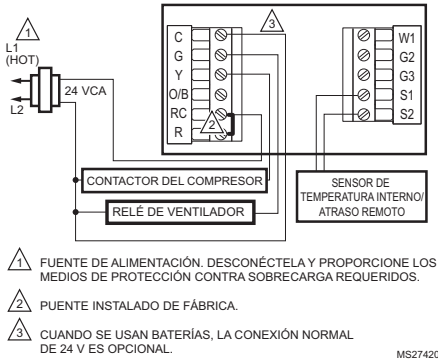 1
L1
(HOT)
L2
24 VCA
C
G
Y
O/B
RC
R
2
3
W1
G2
G3
S1
S2
CONTACTOR DEL COMPRESOR
RELÉ DE VENTILADOR
SENSOR DE
TEMPERATURA INTERNO/
ATRASO REMOTO
1 FUENTE DE ALIMENTACIÓN. DESCONÉCTELA Y PROPORCIONE LOS
MEDIOS DE PROTECCIÓN CONTRA SOBRECARGA REQUERIDOS.
2 PUENTE INSTALADO DE FÁBRICA.
3 CUANDO SE USAN BATERÍAS, LA CONEXIÓN NORMAL
DE 24 V ES OPCIONAL.
MS27420